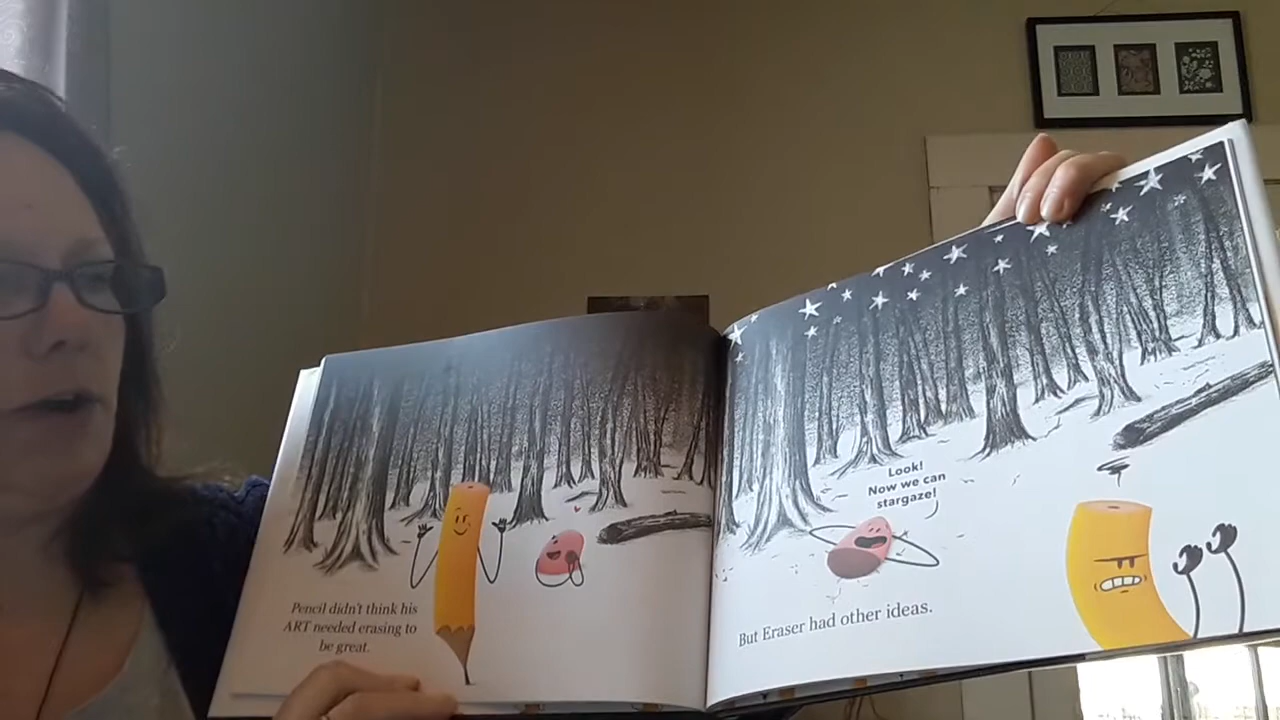 Pencil didn't think his
ART needed erasing to
be great.
Look!
Now we can
stargaze!
But Eraser had other ideas.